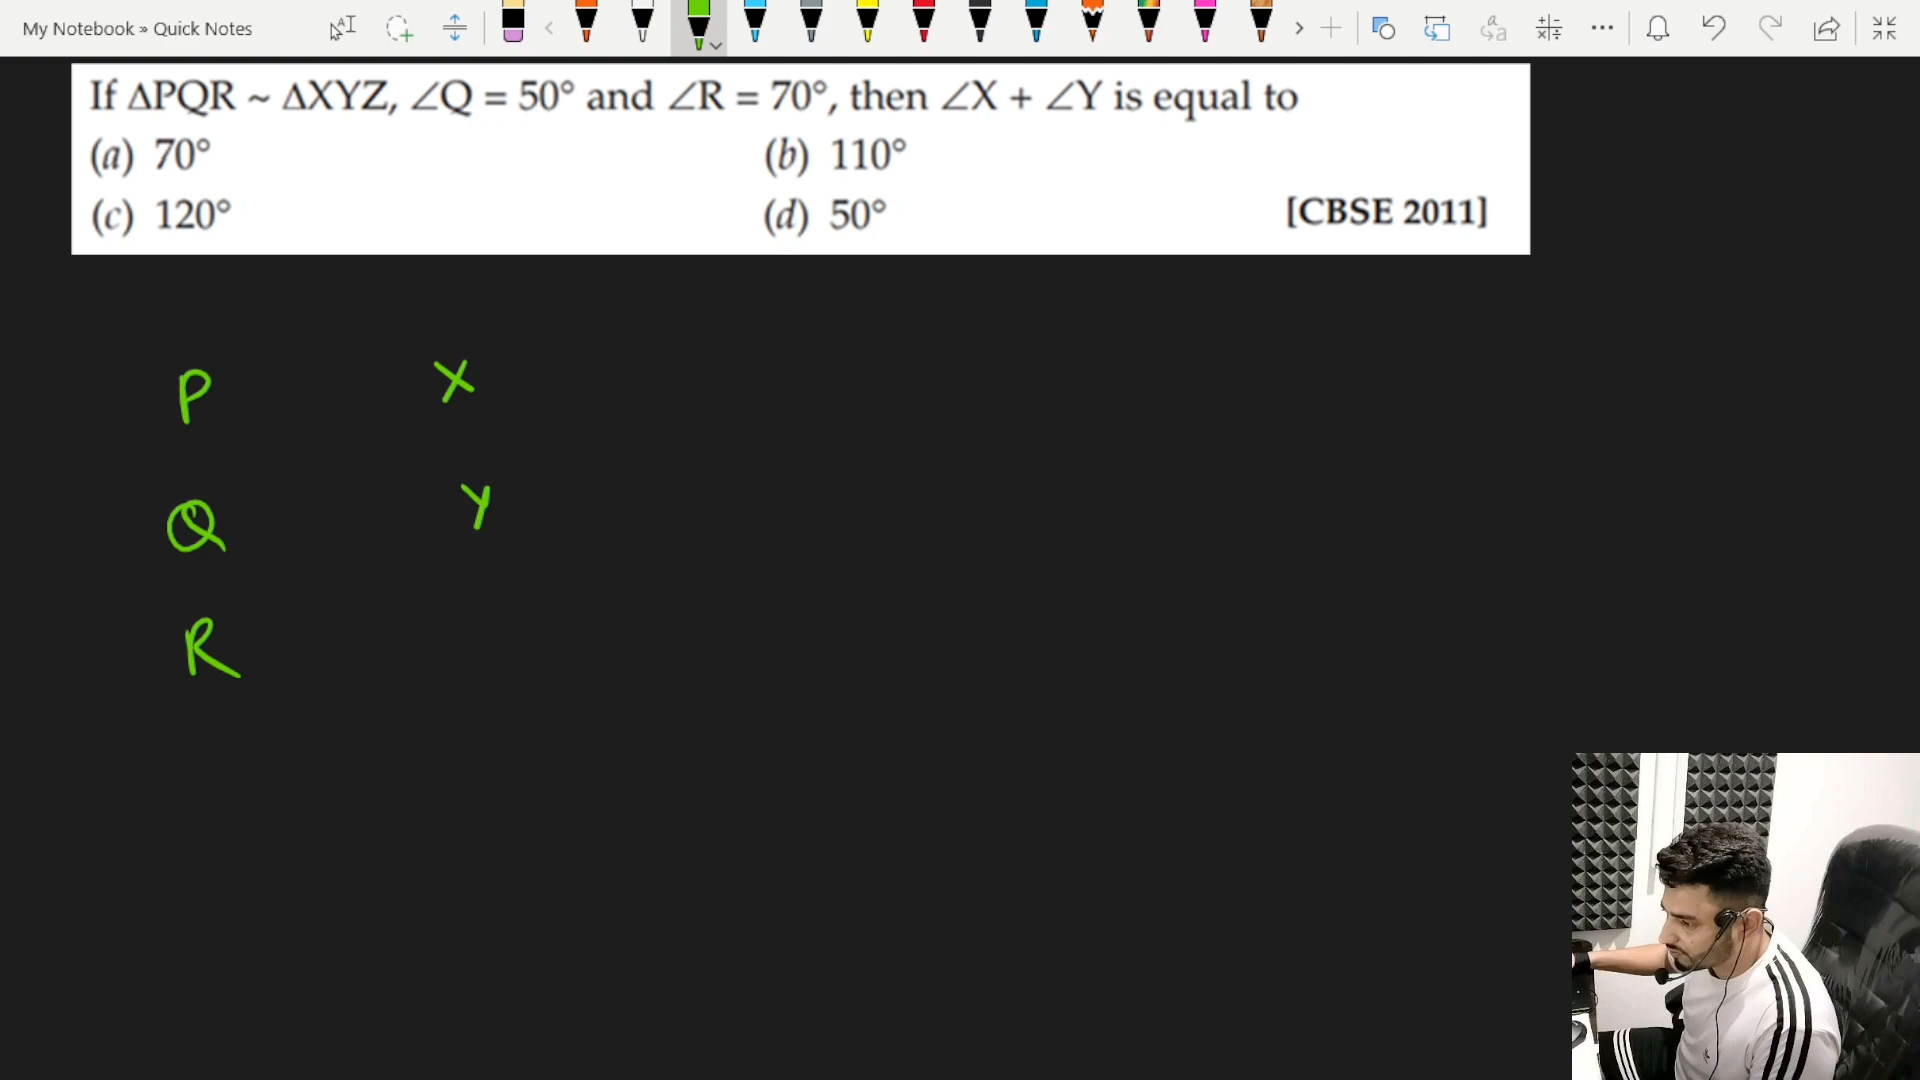 My Notebook » Quick Notes
If ΔPQR ~ ΔXYZ, ∠Q = 50° and ∠R = 70°, then ∠X + ∠Y is equal to
(a) 70° (b) 110°
(c) 120° (d) 50° [CBSE 2011]
P X
Q Y
R